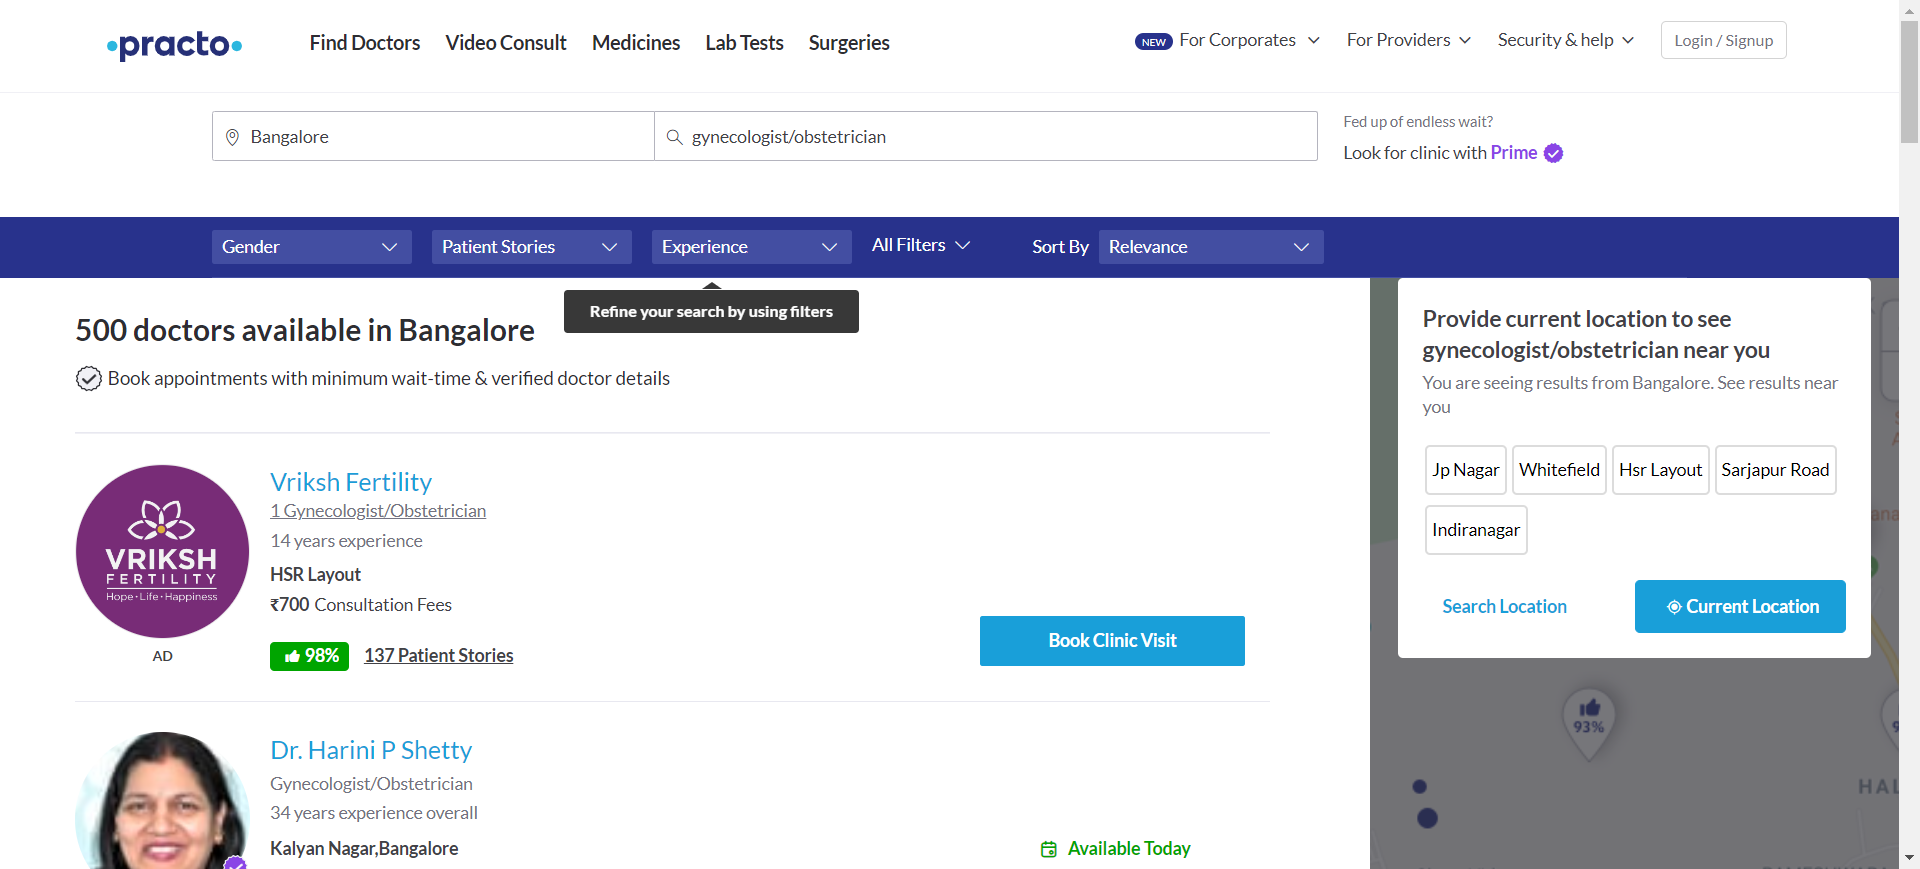 practo
Find Doctors
Video Consult
Medicines
Lab Tests
Surgeries
NEW
For Corporates
For Providers
Security & help
Login / Signup
Bangalore
gynecologist/obstetrician
Fed up of endless wait?
Look for clinic with Prime
Gender
Patient Stories
Experience
All Filters
Sort By
Relevance
Refine your search by using filters
500 doctors available in Bangalore
Book appointments with minimum wait-time & verified doctor details
VRIKSH
FERTILITY
Hope · Life · Happiness
AD
Vriksh Fertility
1 Gynecologist/Obstetrician
14 years experience
HSR Layout
₹700 Consultation Fees
98%
137 Patient Stories
Book Clinic Visit
Dr. Harini P Shetty
Gynecologist/Obstetrician
34 years experience overall
Kalyan Nagar,Bangalore
Available Today
Provide current location to see
gynecologist/obstetrician near you
You are seeing results from Bangalore. See results near
you
Jp Nagar
Whitefield
Hsr Layout
Sarjapur Road
Indiranagar
Search Location
Current Location
93%
HAL